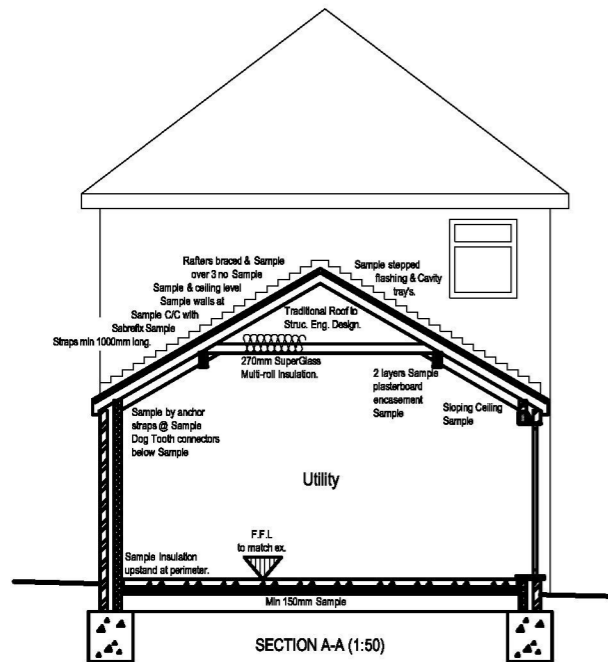 Rafters braced & Sample
over 3 no Sample
Sample & ceiling level
Sample walls at
Sample C/C with
Sabrefix Sample
Straps min 1000mm long.
Sample stepped
flashing & Cavity
tray's.
Traditional Roof to
Struc. Eng. Design.
270mm SuperGlass
Multi-roll Insulation.
2 layers Sample
plasterboard
encasement
Sample
Sloping Ceiling
Sample
Sample by anchor
straps @ Sample
Dog Tooth connectors
below Sample
Utility
F.F.L
to match ex.
Sample Insulation
upstand at perimeter.
Min 150mm Sample
SECTION A-A (1:50)